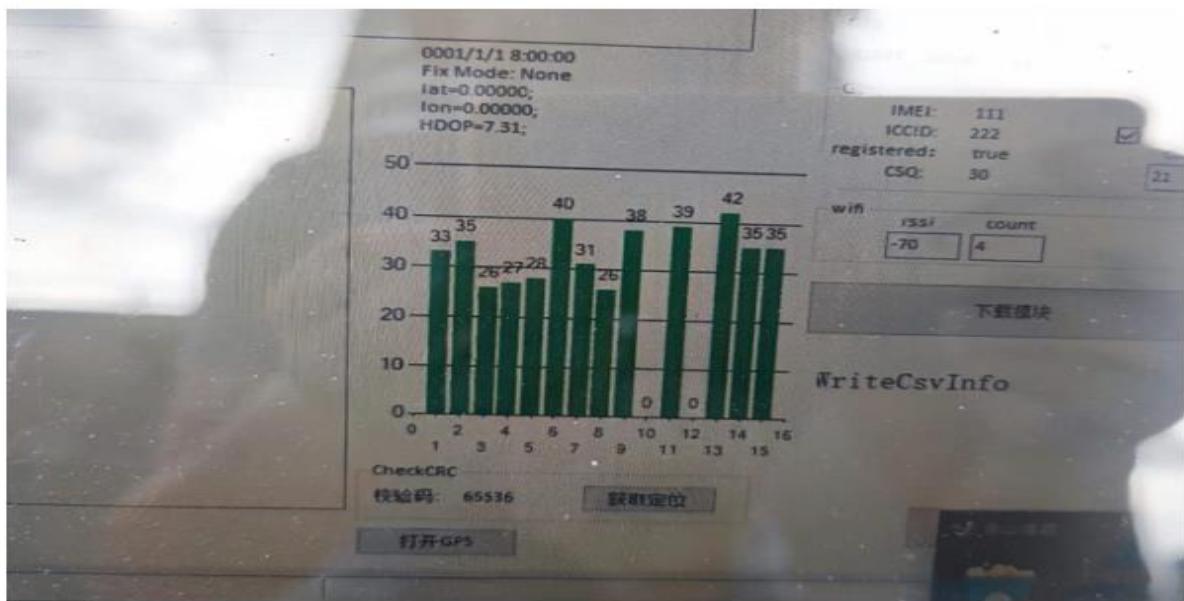 0001/1/1 8:00:00
Fix Mode: None
lat=0.00000;
lon=0.00000;
HDOP=7.31;
50
40
30
20
10
0
33
35
26
27
28
40
31
26
38
0
39
0
42
35
35
0
1
2
3
4
5
6
7
8
9
10
11
12
13
14
15
16
CheckCRC
校验码: 65536
获取定位
打开GPS
IMEI: 111
ICCID: 222
registered: true
CSQ: 30
22
wifi
rssi count
-70 4
下载模块
WriteCsvInfo